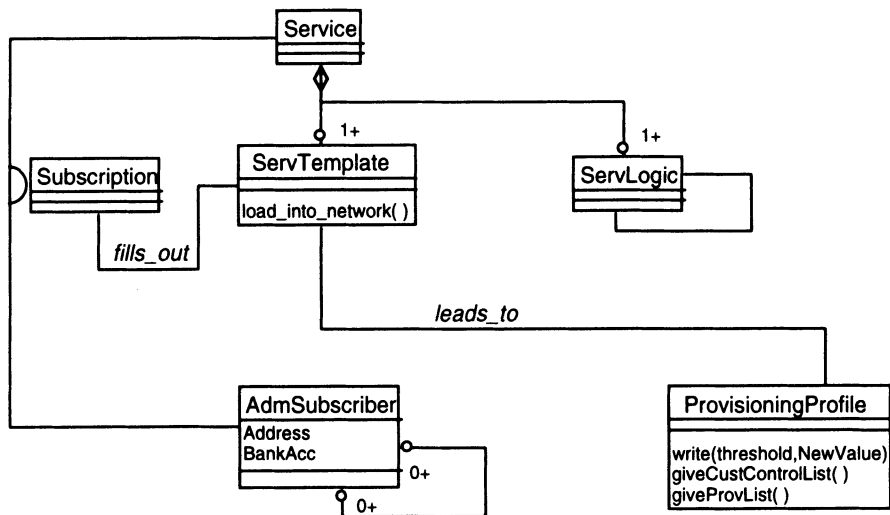 Service
1+
1+
Subscription
ServTemplate
ServLogic
load_into_network( )
fills_out
leads_to
AdmSubscriber
Address
BankAcc
0+
0+
ProvisioningProfile
write(threshold,NewValue)
giveCustControlList( )
giveProvList( )